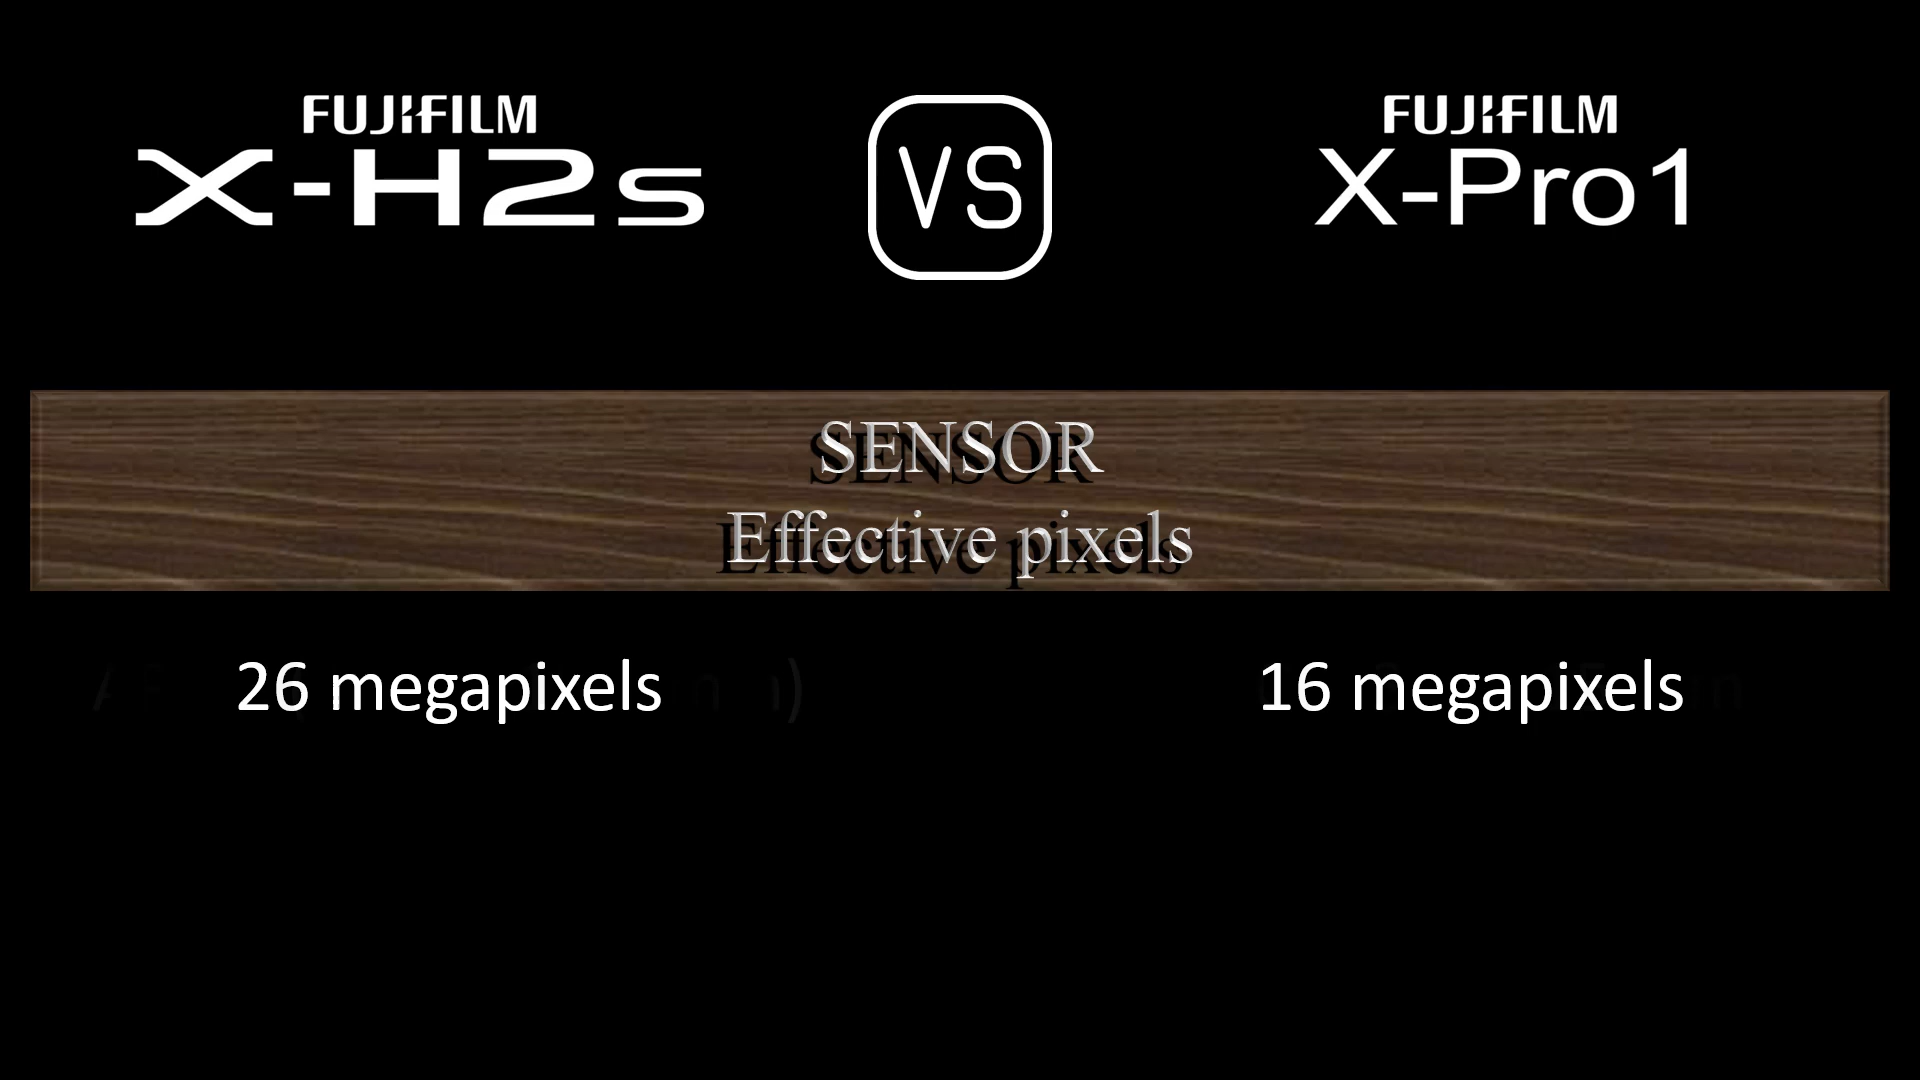 FUJIFILM
X-H2s
VS
FUJIFILM
X-Pro1
SENSOR
Effective pixels
26 megapixels
16 megapixels